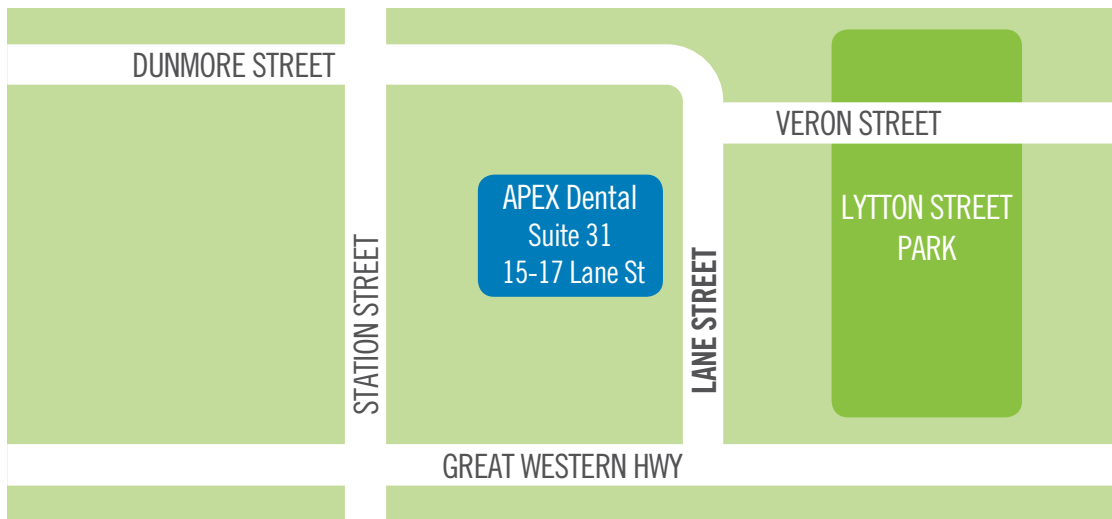 DUNMORE STREET
VERON STREET
APEX Dental
Suite 31
15-17 Lane St
LYTTON STREET
PARK
STATION STREET
LANE STREET
GREAT WESTERN HWY